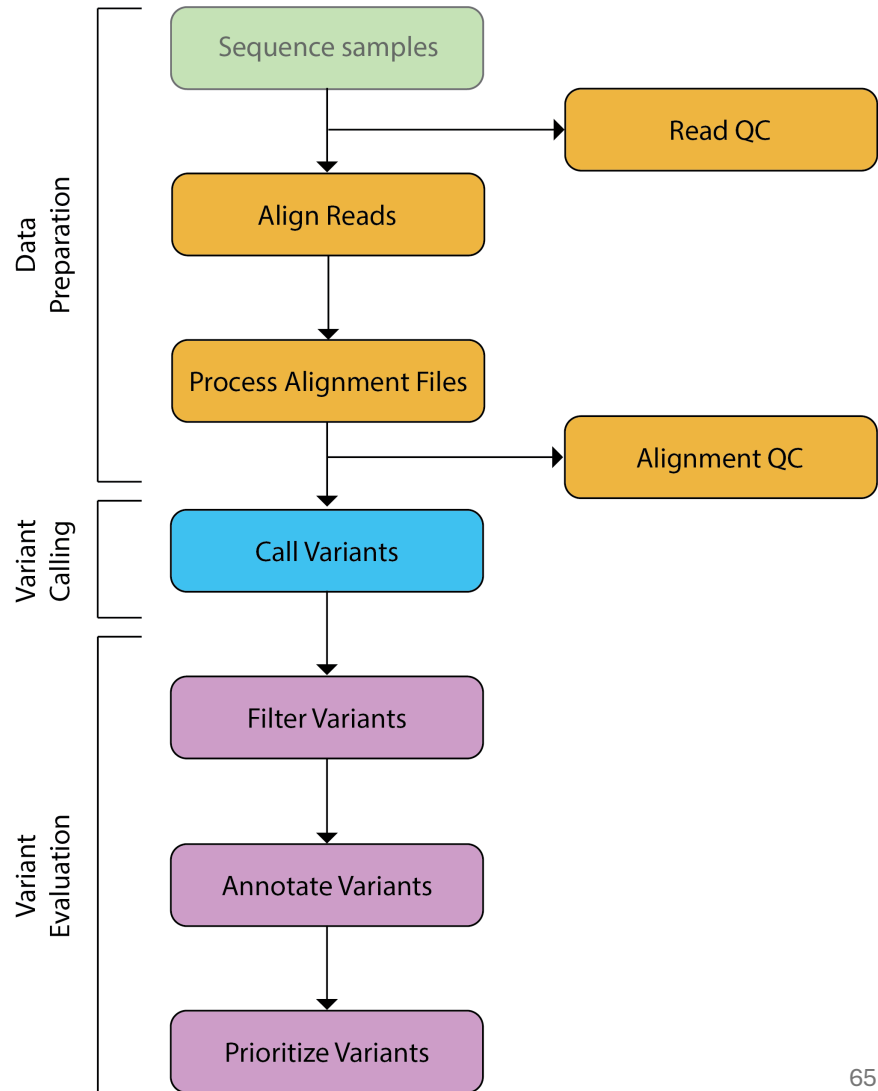 Sequence samples
Read QC
Align Reads
Data
Preparation
Process Alignment Files
Alignment QC
Variant
Calling
Call Variants
Filter Variants
Variant
Evaluation
Annotate Variants
Prioritize Variants
65